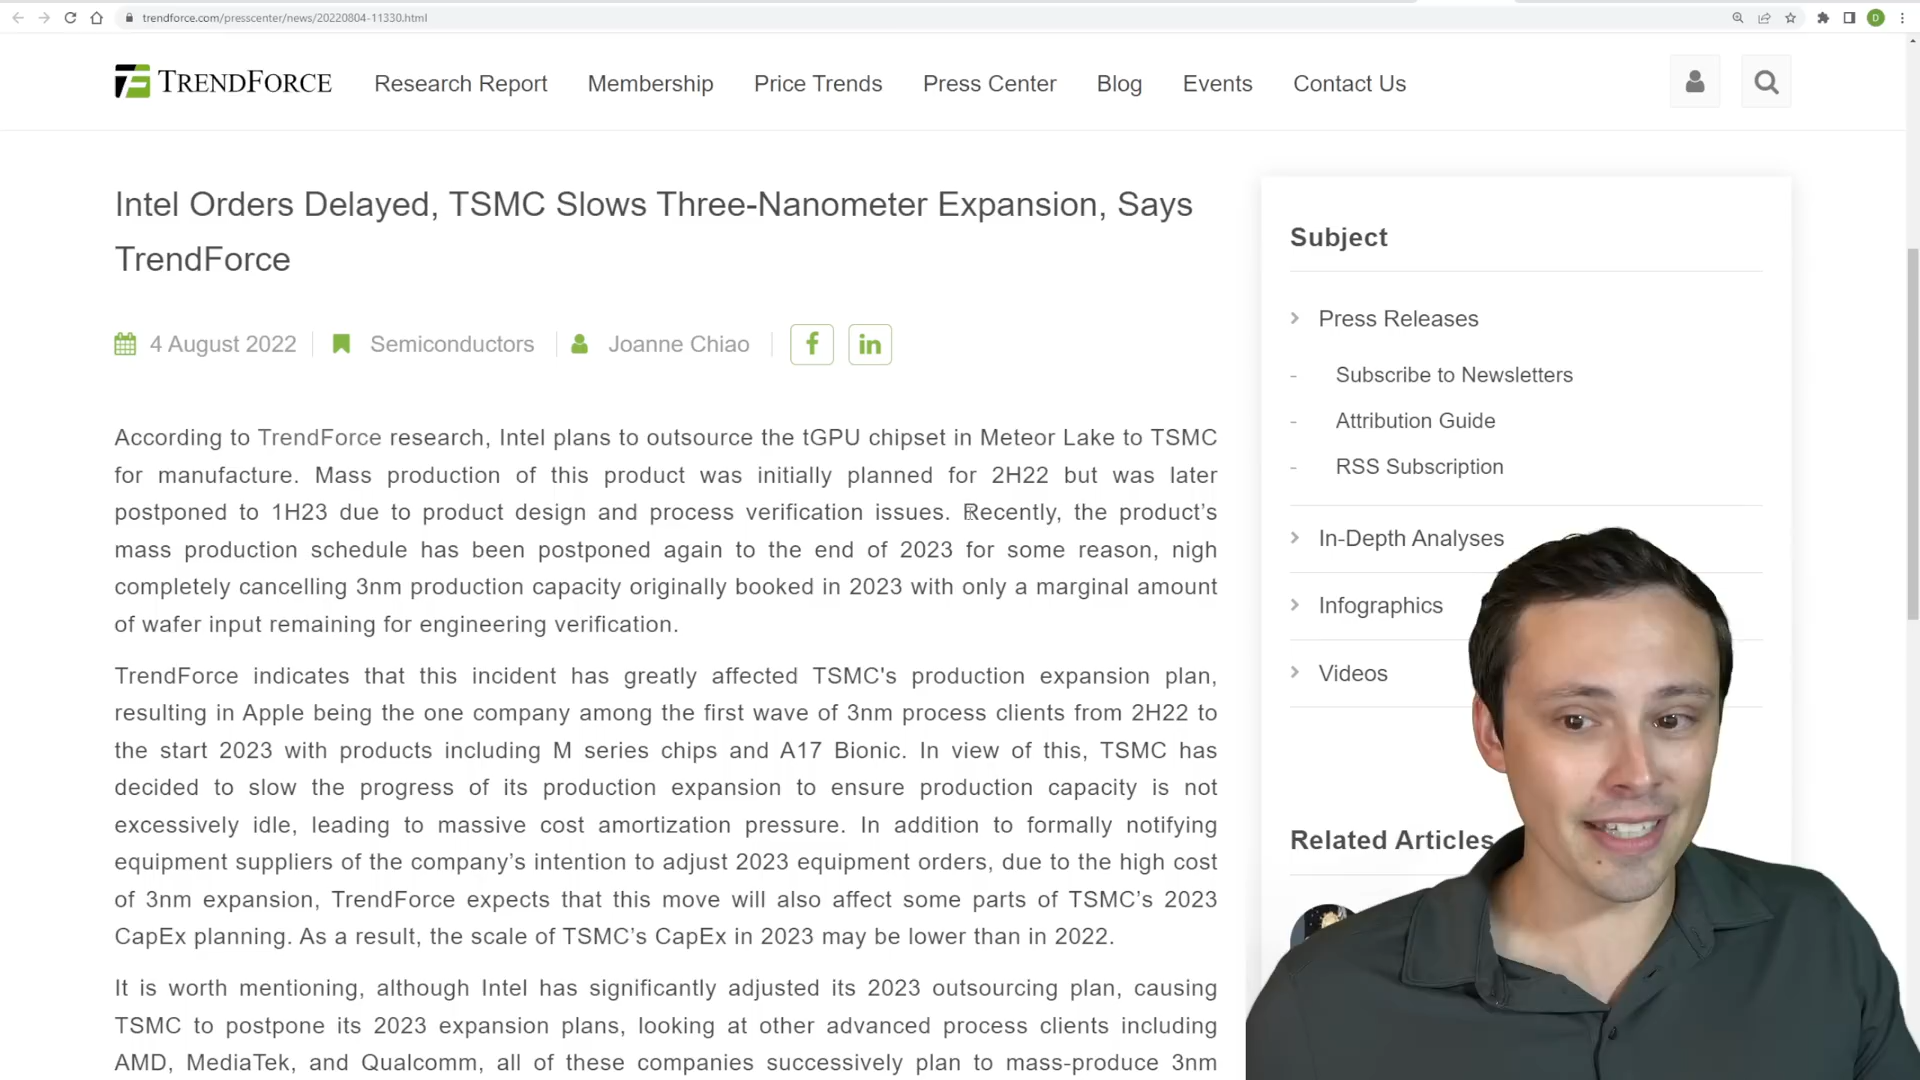 trendforce.com/presscenter/news/20220804-11330.html
D
TRENDFORCE
Research Report
Membership
Price Trends
Press Center
Blog
Events
Contact Us
Intel Orders Delayed, TSMC Slows Three-Nanometer Expansion, Says
TrendForce
4 August 2022
Semiconductors
Joanne Chiao
f
in
According to TrendForce research, Intel plans to outsource the tGPU chipset in Meteor Lake to TSMC
for manufacture. Mass production of this product was initially planned for 2H22 but was later
postponed to 1H23 due to product design and process verification issues. Recently, the product’s
mass production schedule has been postponed again to the end of 2023 for some reason, nigh
completely cancelling 3nm production capacity originally booked in 2023 with only a marginal amount
of wafer input remaining for engineering verification.
TrendForce indicates that this incident has greatly affected TSMC's production expansion plan,
resulting in Apple being the one company among the first wave of 3nm process clients from 2H22 to
the start 2023 with products including M series chips and A17 Bionic. In view of this, TSMC has
decided to slow the progress of its production expansion to ensure production capacity is not
excessively idle, leading to massive cost amortization pressure. In addition to formally notifying
equipment suppliers of the company’s intention to adjust 2023 equipment orders, due to the high cost
of 3nm expansion, TrendForce expects that this move will also affect some parts of TSMC’s 2023
CapEx planning. As a result, the scale of TSMC’s CapEx in 2023 may be lower than in 2022.
It is worth mentioning, although Intel has significantly adjusted its 2023 outsourcing plan, causing
TSMC to postpone its 2023 expansion plans, looking at other advanced process clients including
AMD, MediaTek, and Qualcomm, all of these companies successively plan to mass-produce 3nm
Subject
Press Releases
- Subscribe to Newsletters
- Attribution Guide
- RSS Subscription
In-Depth Analyses
Infographics
Videos
Related Articles